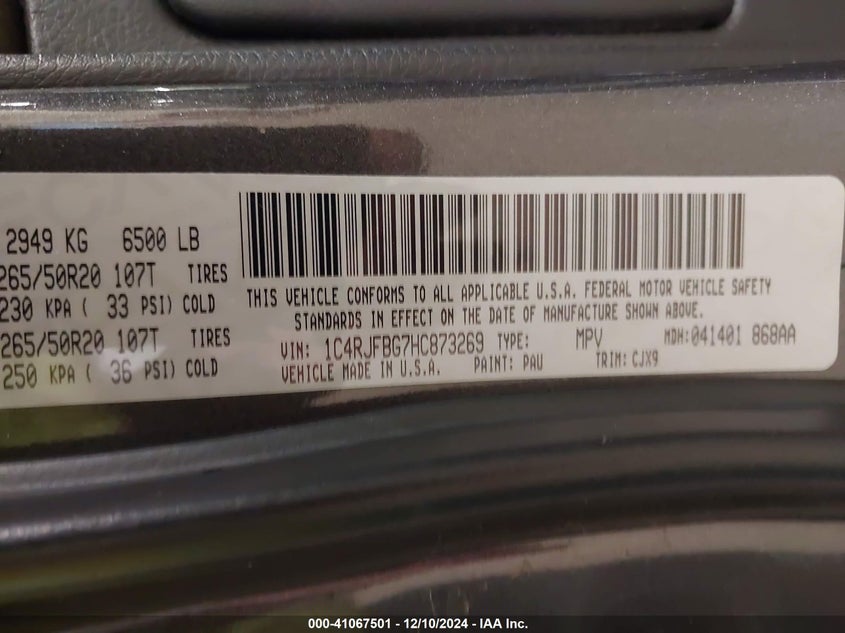 2949 KG 6500 LB
265/50R20 107T TIRES
230 KPA ( 33 PSI) COLD
265/50R20 107T TIRES
250 KPA ( 36 PSI) COLD
THIS VEHICLE CONFORMS TO ALL APPLICABLE U.S.A. FEDERAL MOTOR VEHICLE SAFETY
STANDARDS IN EFFECT ON THE DATE OF MANUFACTURE SHOWN ABOVE.
VIN: 1C4RJFBG7HC873269 TYPE: MPV MDH: 041401 868AA
VEHICLE MADE IN U.S.A. PAINT: PAU TRIM: CJX9
000-41067501 - 12/10/2024 - IAA Inc.